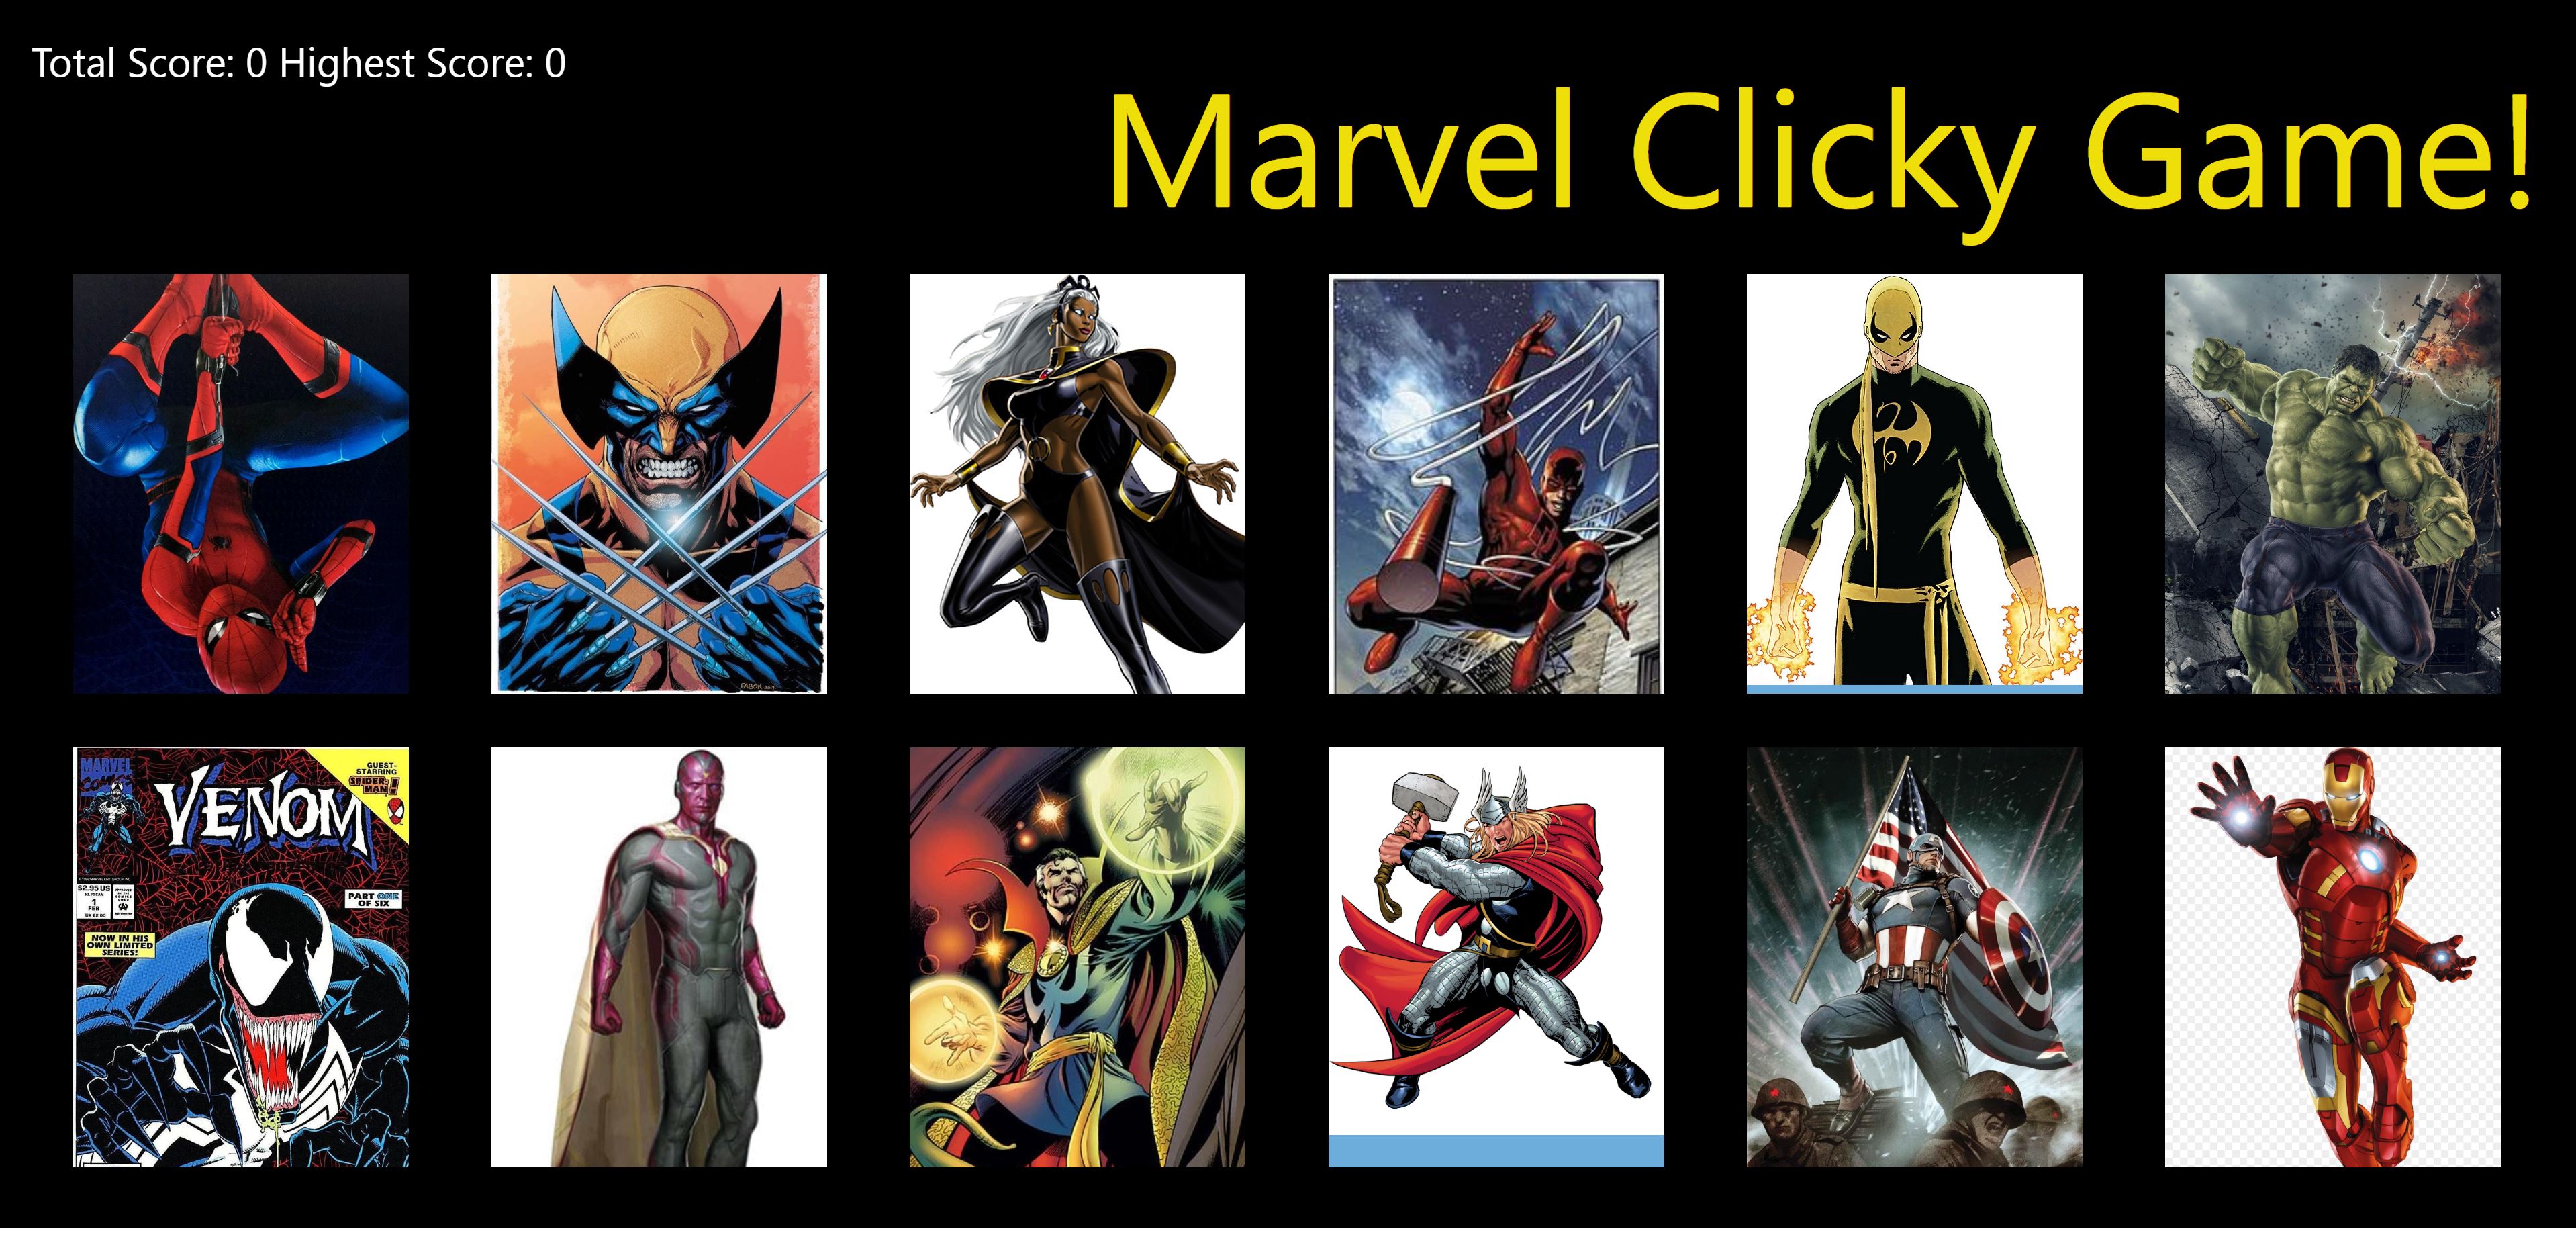 Total Score: 0 Highest Score: 0
Marvel Clicky Game!
FABOK
MARVEL
COMICS
VENOM
GUEST-
STARRING
SPIDER-
MAN!
$2.95 US
1
FEB
PART ONE
OF SIX
NOW IN HIS
OWN LIMITED
SERIES!